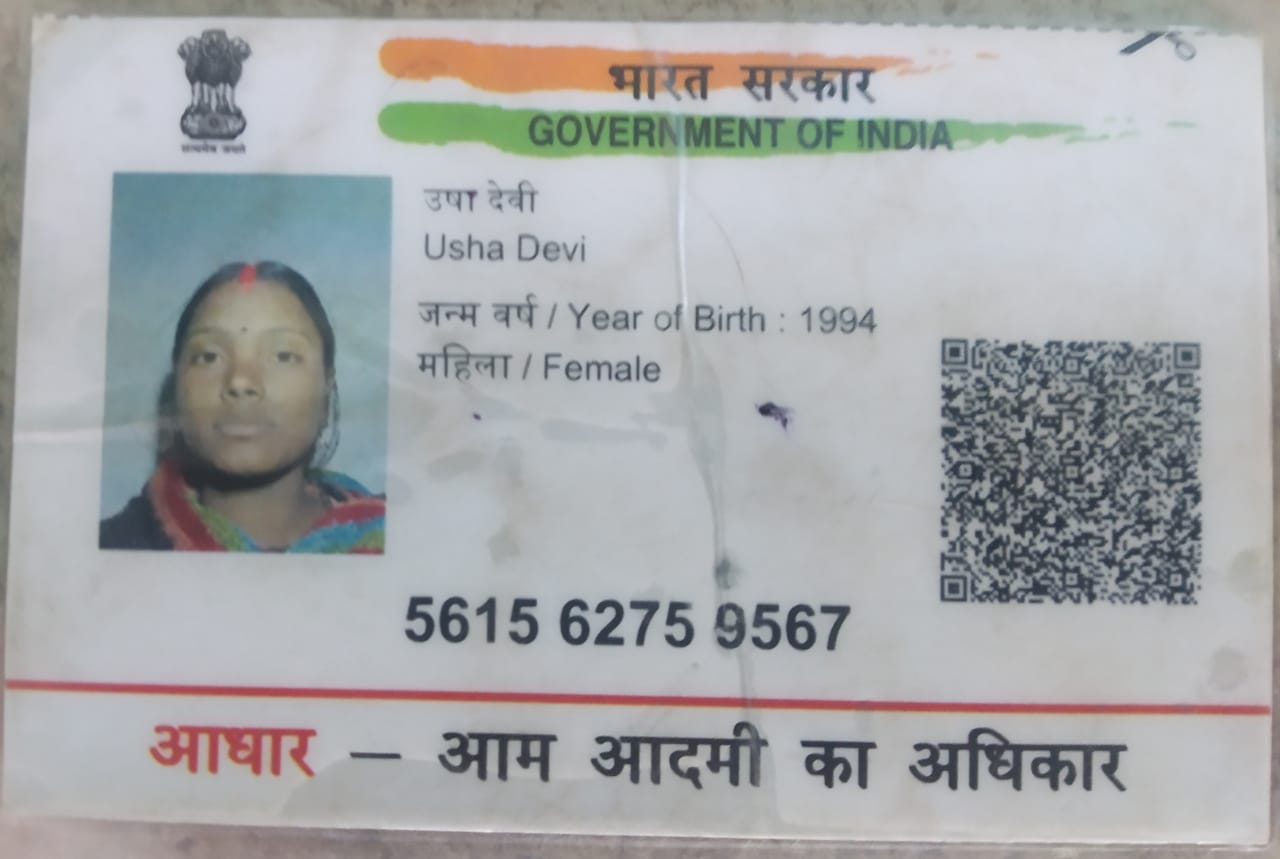 भारत सरकार
GOVERNMENT OF INDIA
सत्यमेव जयते
उषा देवी
Usha Devi
जन्म वर्ष / Year of Birth : 1994
महिला / Female
5615 6275 9567
आधार – आम आदमी का अधिकार